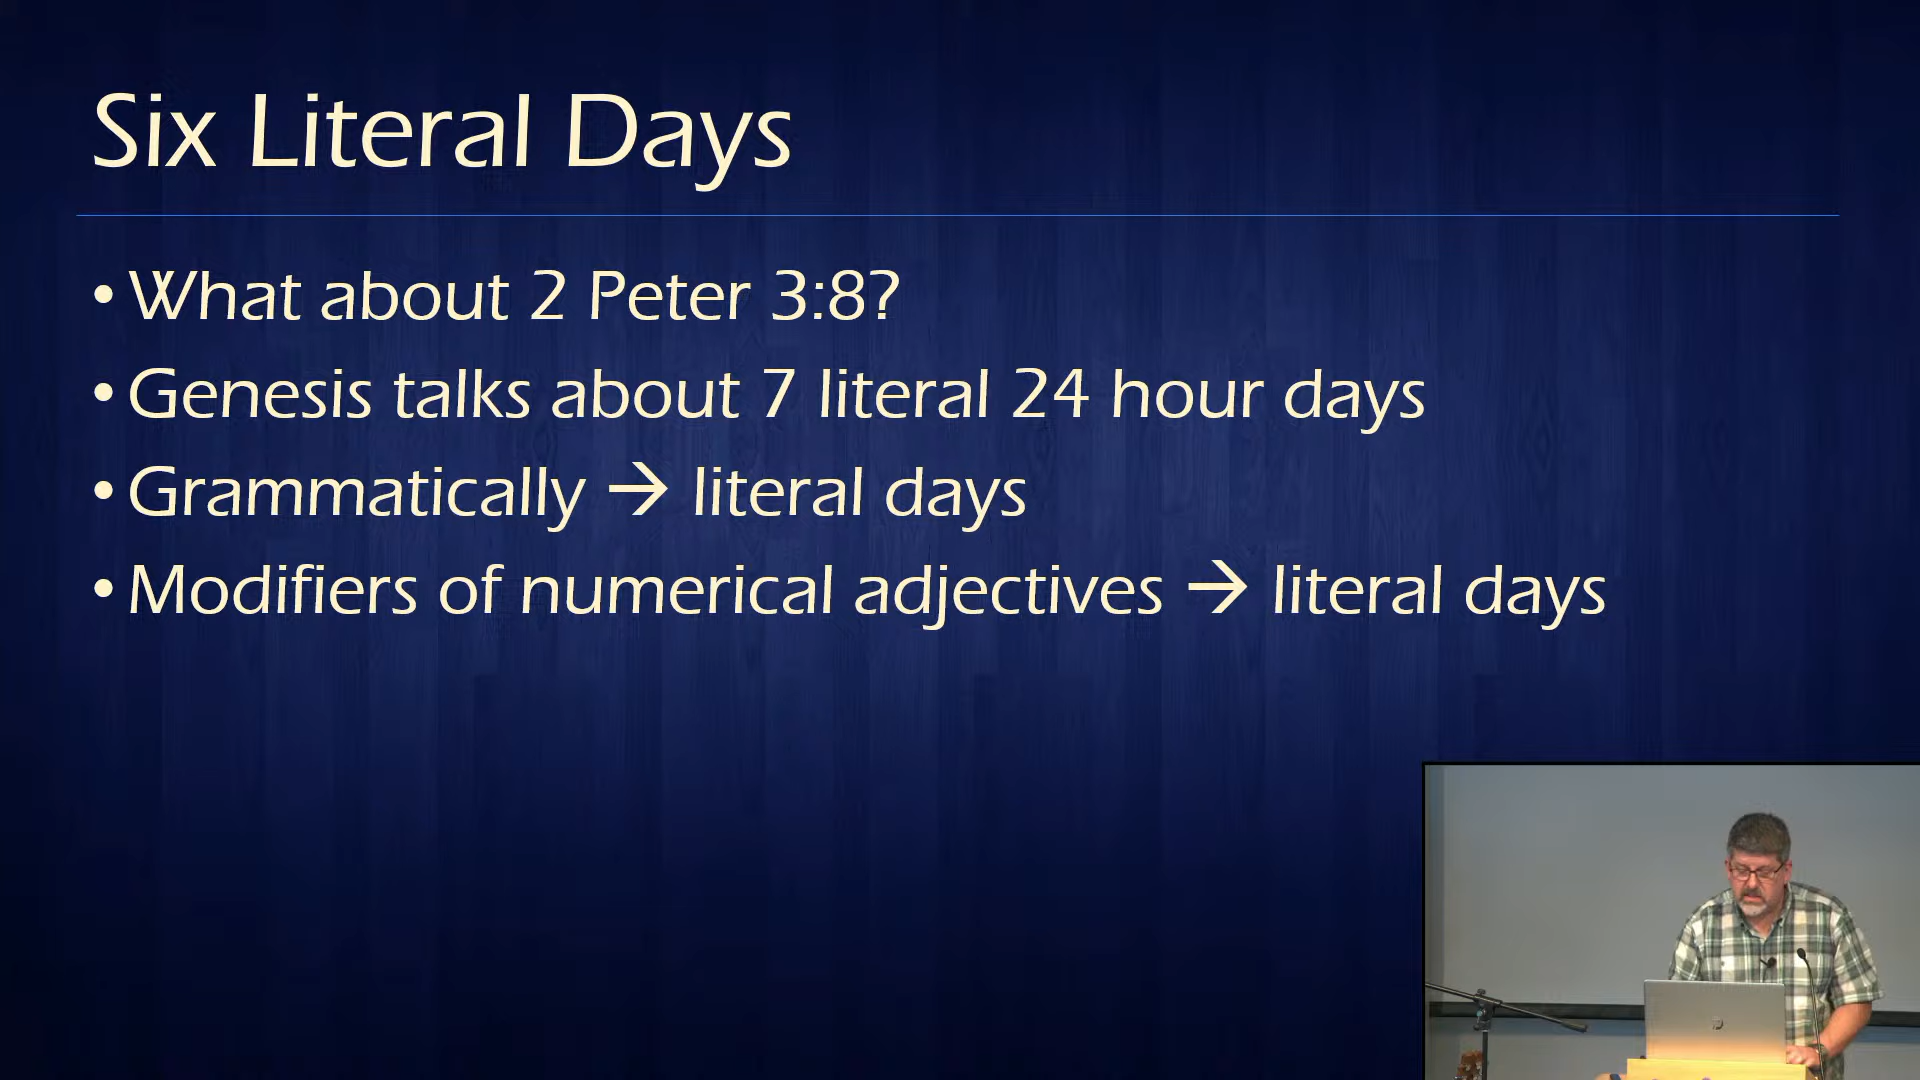 Six Literal Days
• What about 2 Peter 3:8?
• Genesis talks about 7 literal 24 hour days
• Grammatically → literal days
• Modifiers of numerical adjectives → literal days